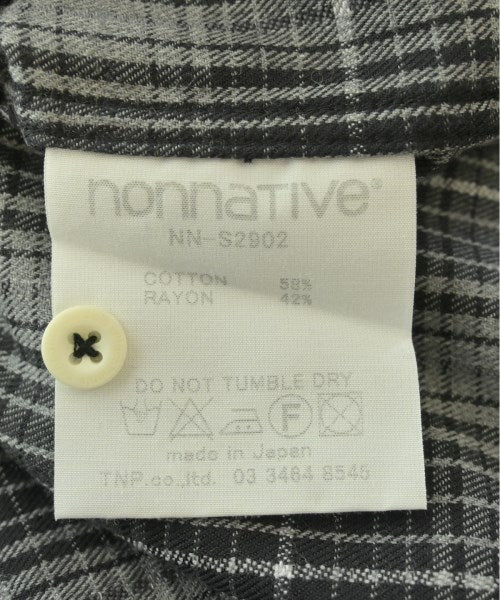 nonnative®
NN-S2902
COTTON 58%
RAYON 42%
DO NOT TUMBLE DRY
F
made in Japan
TNP.co.,ltd. 03 3464 8545